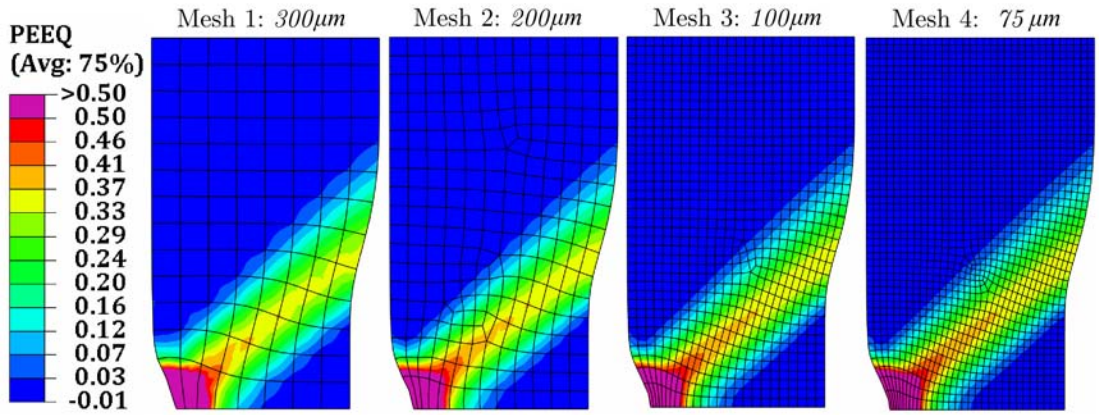 Mesh 1: 300μm
Mesh 2: 200μm
Mesh 3: 100μm
Mesh 4: 75 μm
PEEQ
(Avg: 75%)
>0.50
0.50
0.46
0.41
0.37
0.33
0.29
0.24
0.20
0.16
0.12
0.07
0.03
-0.01